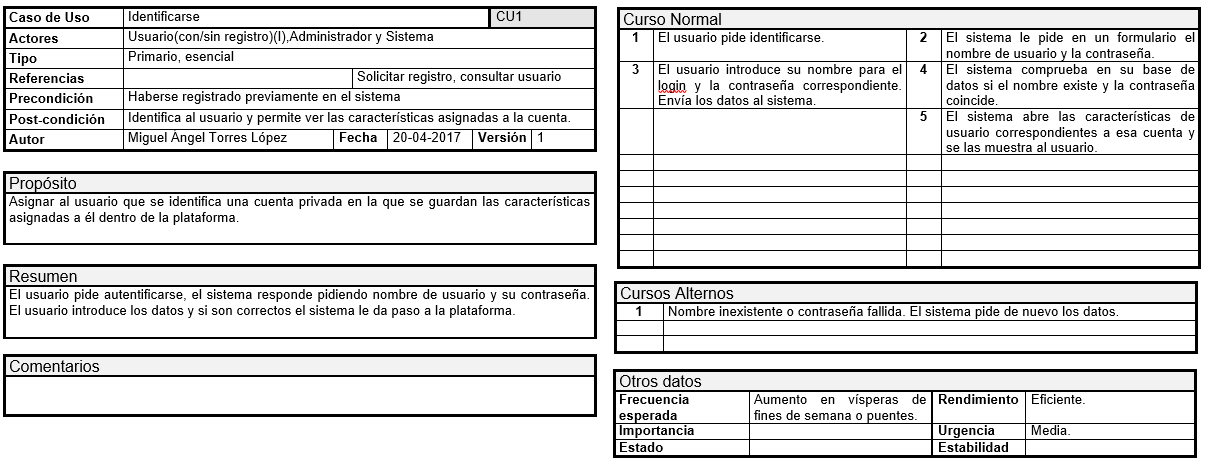 Caso de Uso Identificarse CU1
Actores Usuario(con/sin registro)(I),Administrador y Sistema
Tipo Primario, esencial
Referencias Solicitar registro, consultar usuario
Precondición Haberse registrado previamente en el sistema
Post-condición Identifica al usuario y permite ver las características asignadas a la cuenta.
Autor Miguel Ángel Torres López Fecha 20-04-2017 Versión 1
Propósito
Asignar al usuario que se identifica una cuenta privada en la que se guardan las características
asignadas a él dentro de la plataforma.
Resumen
El usuario pide autentificarse, el sistema responde pidiendo nombre de usuario y su contraseña.
El usuario introduce los datos y si son correctos el sistema le da paso a la plataforma.
Comentarios
Curso Normal
1 El usuario pide identificarse.
2 El sistema le pide en un formulario el
nombre de usuario y la contraseña.
3 El usuario introduce su nombre para el
login y la contraseña correspondiente.
Envía los datos al sistema.
4 El sistema comprueba en su base de
datos si el nombre existe y la contraseña
coincide.
5 El sistema abre las características de
usuario correspondientes a esa cuenta y
se las muestra al usuario.
Cursos Alternos
1 Nombre inexistente o contraseña fallida. El sistema pide de nuevo los datos.
Otros datos
Frecuencia
esperada
Aumento en vísperas de
fines de semana o puentes.
Rendimiento Eficiente.
Importancia Urgencia Media.
Estado Estabilidad